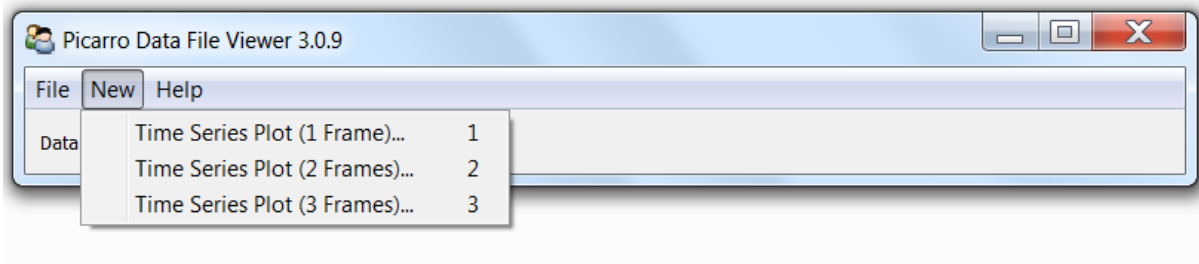 Picarro Data File Viewer 3.0.9
File New Help
Data
Time Series Plot (1 Frame)... 1
Time Series Plot (2 Frames)... 2
Time Series Plot (3 Frames)... 3